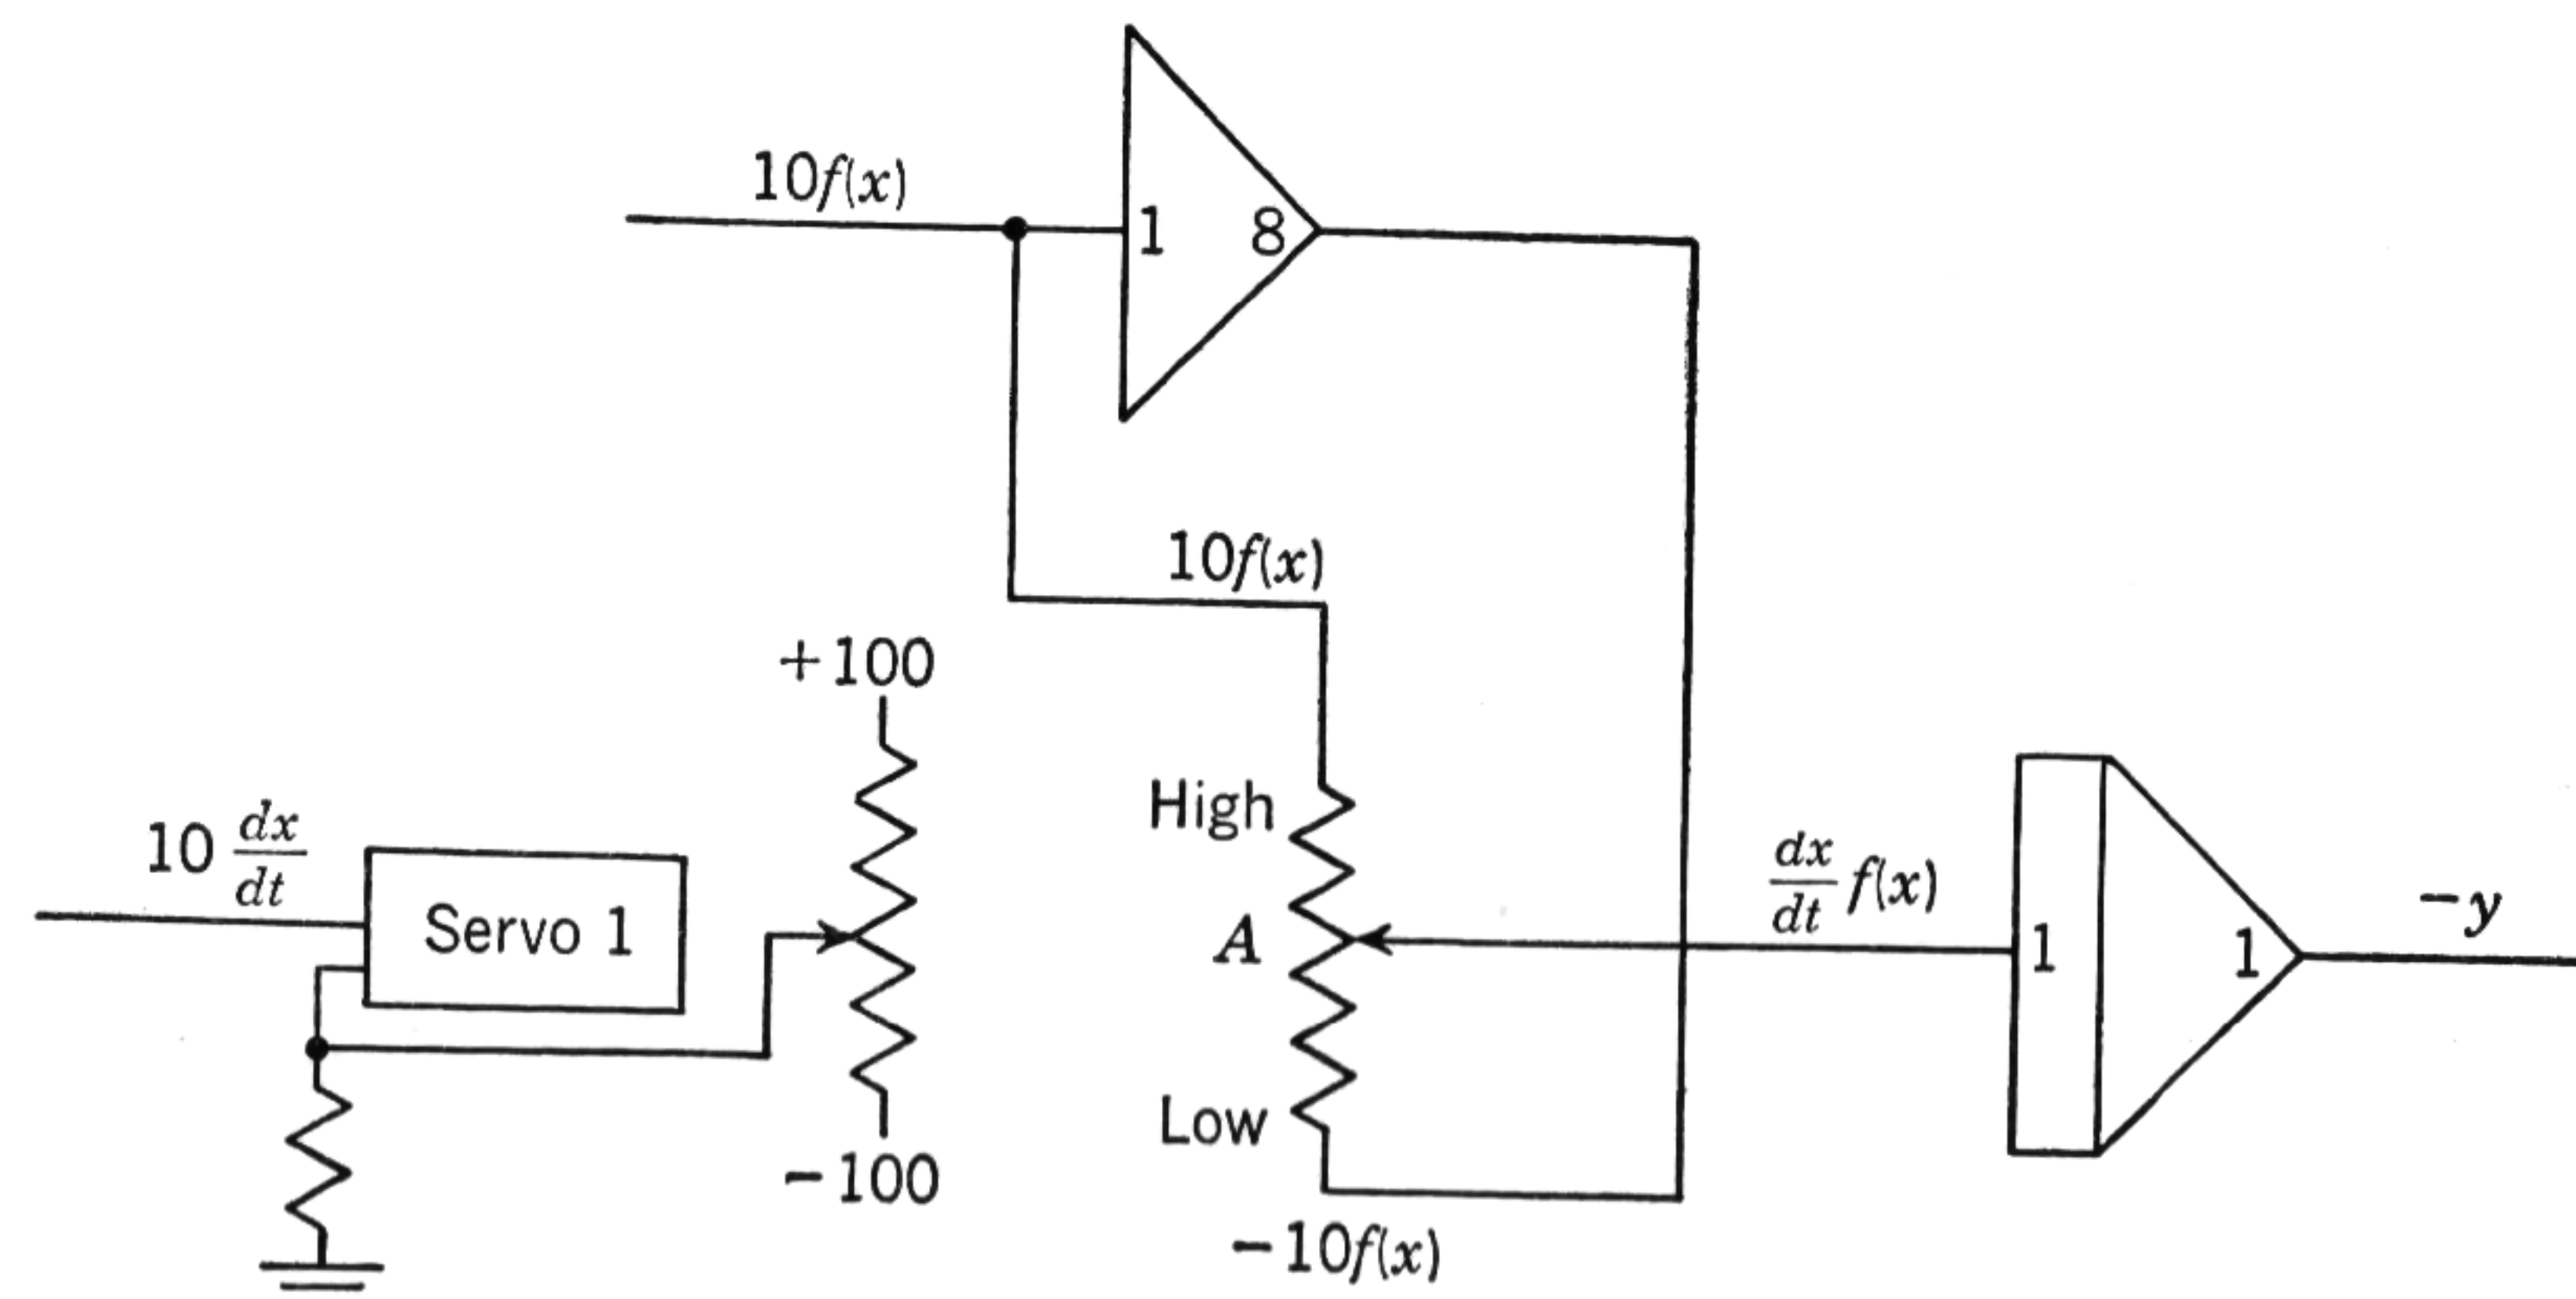 10f(x)
1 8
10f(x)
+100
High
10 dx/dt
Servo 1
A
dx/dt f(x)
1 1
−y
Low
−100
−10f(x)